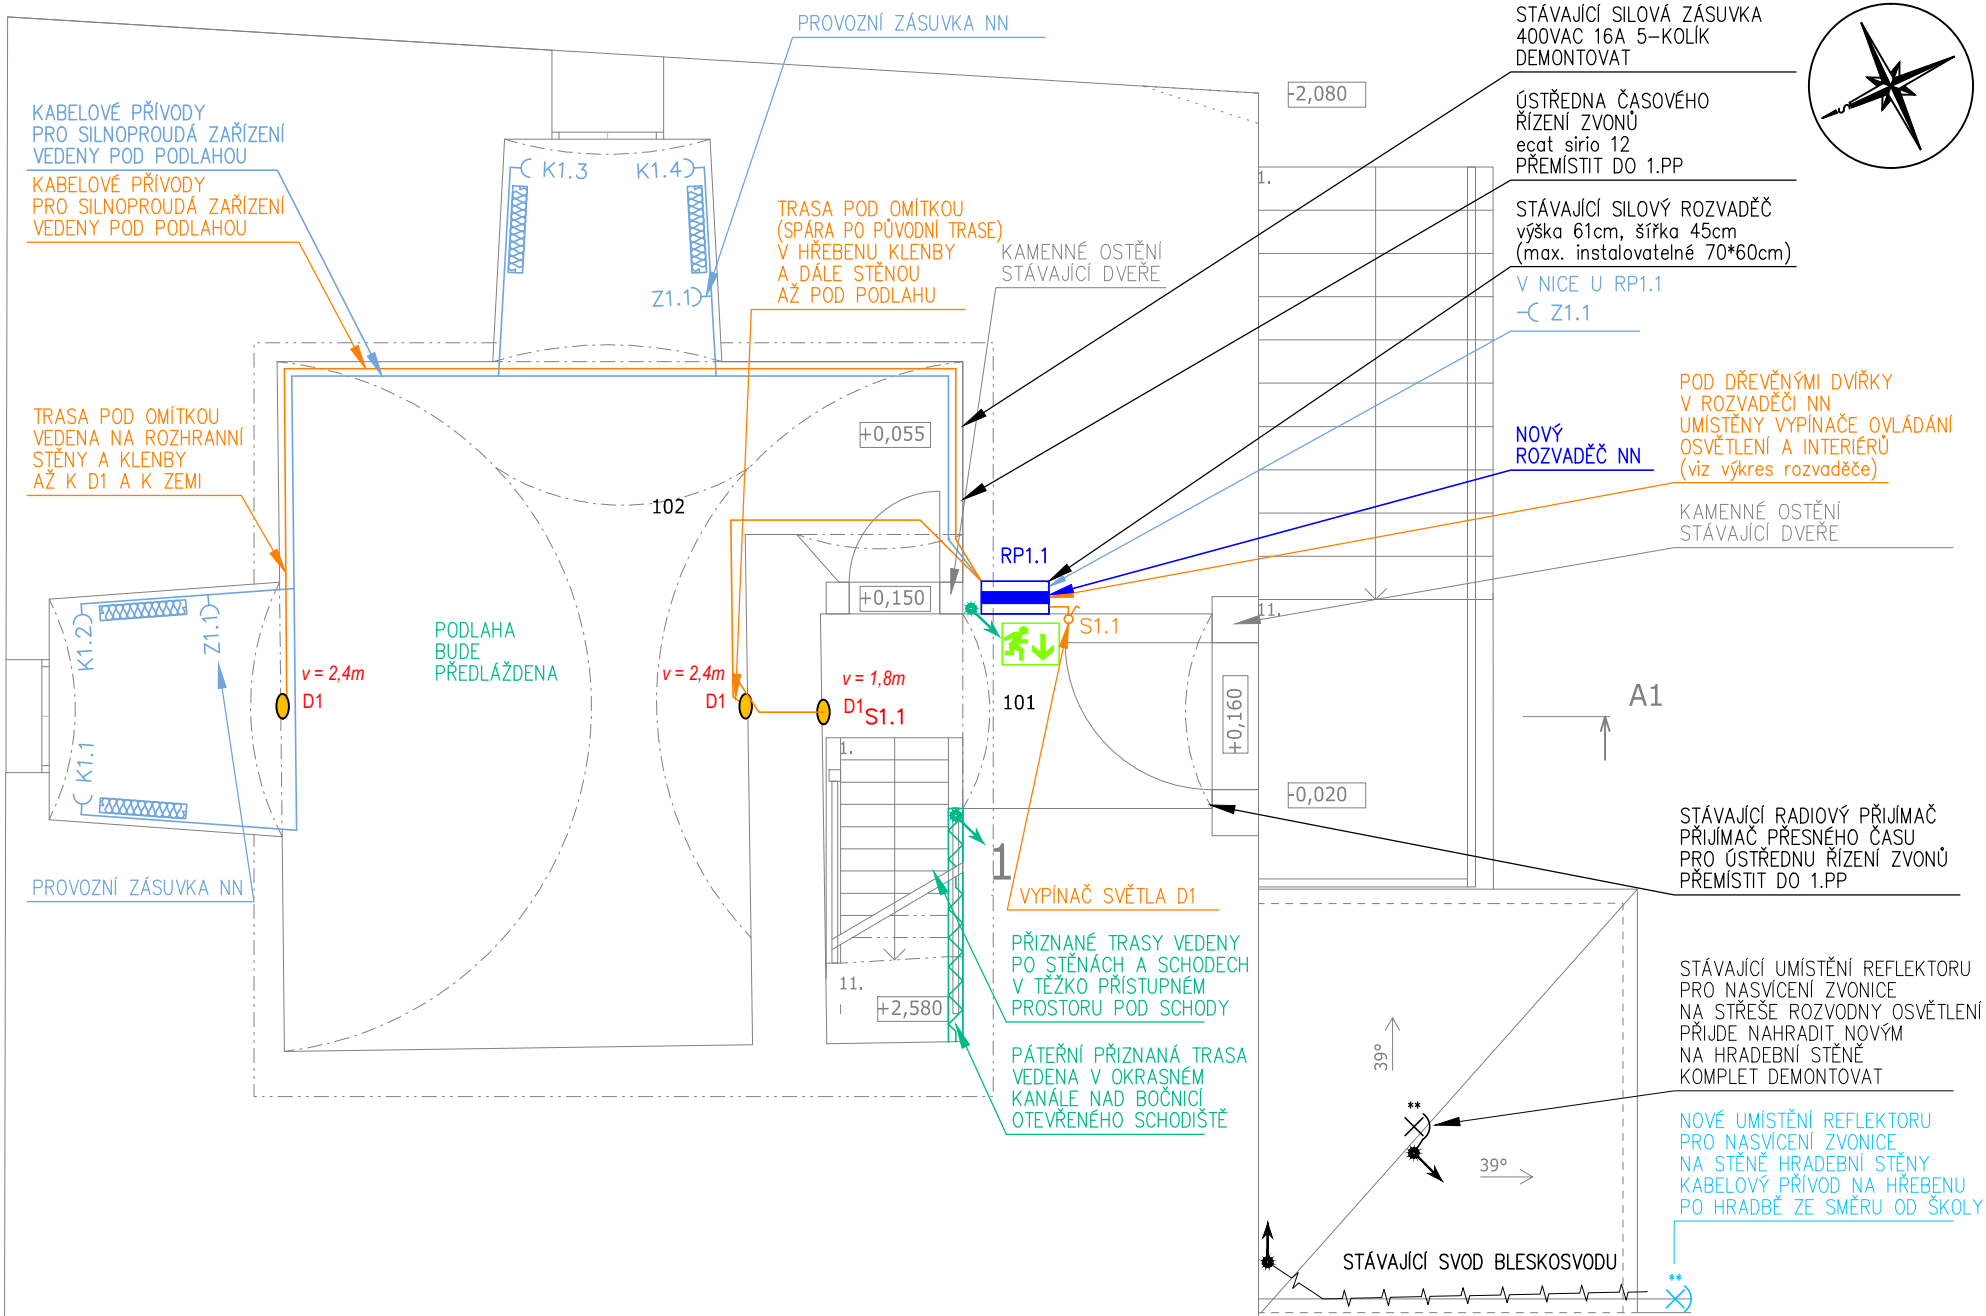 PROVOZNÍ ZÁSUVKA NN
STÁVAJÍCÍ SILOVÁ ZÁSUVKA
400VAC 16A 5-KOLÍK
DEMONTOVAT
-2,080
ÚSTŘEDNA ČASOVÉHO
ŘÍZENÍ ZVONŮ
ecat sirio 12
PŘEMÍSTIT DO 1.PP
KABELOVÉ PŘÍVODY
PRO SILNOPROUDÁ ZAŘÍZENÍ
VEDENY POD PODLAHOU
KABELOVÉ PŘÍVODY
PRO SILNOPROUDÁ ZAŘÍZENÍ
VEDENY POD PODLAHOU
K1.3
K1.4
Z1.1
TRASA POD OMÍTKOU
(SPÁRA PO PŮVODNÍ TRASE)
V HŘEBENU KLENBY
A DÁLE STĚNOU
AŽ POD PODLAHU
KAMENNÉ OSTĚNÍ
STÁVAJÍCÍ DVEŘE
1.
STÁVAJÍCÍ SILOVÝ ROZVADĚČ
výška 61cm, šířka 45cm
(max. instalovatelné 70*60cm)
V NICE U RP1.1
Z1.1
TRASA POD OMÍTKOU
VEDENA NA ROZHRANNÍ
STĚNY A KLENBY
AŽ K D1 A K ZEMI
+0,055
102
NOVÝ
ROZVADĚČ NN
POD DŘEVĚNÝMI DVÍŘKY
V ROZVADĚČI NN
UMÍSTĚNY VYPÍNAČE OVLÁDÁNÍ
OSVĚTLENÍ A INTERIÉRŮ
(viz výkres rozvaděče)
KAMENNÉ OSTĚNÍ
STÁVAJÍCÍ DVEŘE
RP1.1
+0,150
11.
S1.1
K1.2
Z1.1
PODLAHA
BUDE
PŘEDLÁŽDENA
v = 2,4m
D1
v = 2,4m
D1
v = 1,8m
D1
S1.1
101
+0,160
A1
K1.1
1.
-0,020
STÁVAJÍCÍ RADIOVÝ PŘIJÍMAČ
PŘIJÍMAČ PŘESNÉHO ČASU
PRO ÚSTŘEDNU ŘÍZENÍ ZVONŮ
PŘEMÍSTIT DO 1.PP
1
PROVOZNÍ ZÁSUVKA NN
VYPÍNAČ SVĚTLA D1
PŘIZNANÉ TRASY VEDENY
PO STĚNÁCH A SCHODECH
V TĚŽKO PŘÍSTUPNÉM
PROSTORU POD SCHODY
11.
+2,580
PÁTEŘNÍ PŘIZNANÁ TRASA
VEDENA V OKRASNÉM
KANÁLE NAD BOČNICÍ
OTEVŘENÉHO SCHODIŠTĚ
STÁVAJÍCÍ UMÍSTĚNÍ REFLEKTORU
PRO NASVÍCENÍ ZVONICE
NA STŘEŠE ROZVODNY OSVĚTLENÍ
PŘIJDE NAHRADIT NOVÝM
NA HRADEBNÍ STĚNĚ
KOMPLET DEMONTOVAT
39°
**
39°
NOVÉ UMÍSTĚNÍ REFLEKTORU
PRO NASVÍCENÍ ZVONICE
NA STĚNĚ HRADEBNÍ STĚNY
KABELOVÝ PŘÍVOD NA HŘEBENU
PO HRADBĚ ZE SMĚRU OD ŠKOLY
STÁVAJÍCÍ SVOD BLESKOSVODU
**